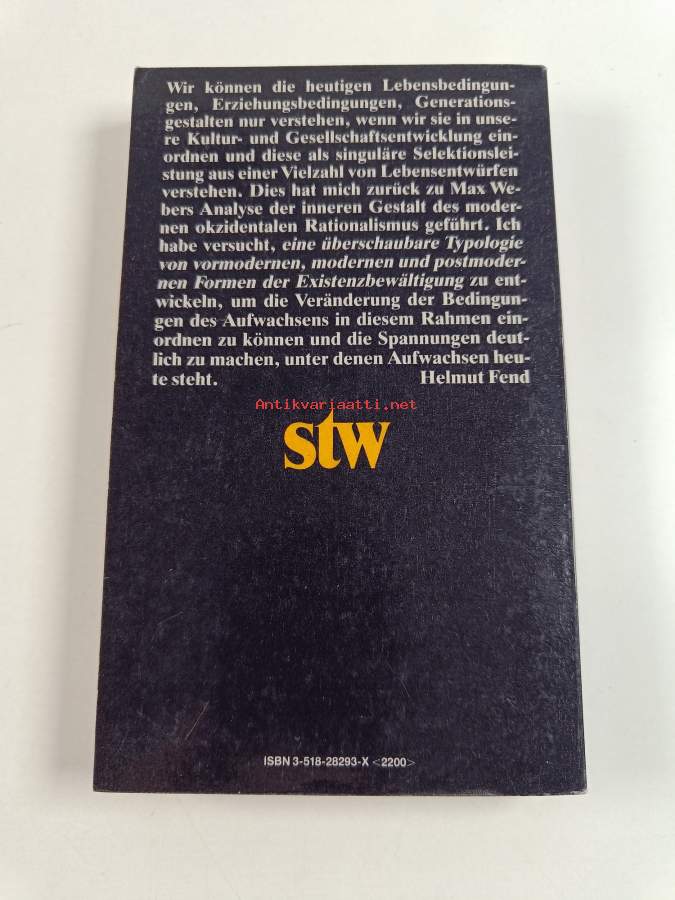 Wir können die heutigen Lebensbedingun-
gen, Erziehungsbedingungen, Generations-
gestalten nur verstehen, wenn wir sie in unse-
re Kultur- und Gesellschaftsentwicklung ein-
ordnen und diese als singuläre Selektionslei-
stung aus einer Vielzahl von Lebensentwürfen
verstehen. Dies hat mich zurück zu Max We-
bers Analyse der inneren Gestalt des moder-
nen okzidentalen Rationalismus geführt. Ich
habe versucht, eine überschaubare Typologie
von vormodernen, modernen und postmoder-
nen Formen der Existenzbewältigung zu ent-
wickeln, um die Veränderung der Bedingun-
gen des Aufwachsens in diesem Rahmen ein-
ordnen zu können und die Spannungen deut-
lich zu machen, unter denen Aufwachsen heu-
te steht. Helmut Fend
Antikvariaatti.net
stw
ISBN 3-518-28293-X <2200>